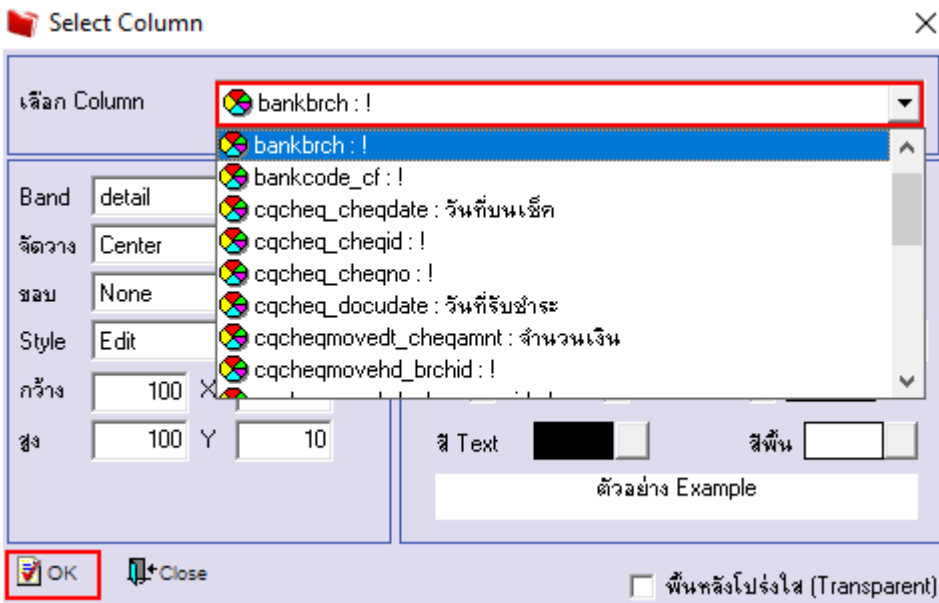 Select Column
เลือก Column
bankbrch : !
bankbrch : !
bankcode_cf : !
cqcheq_cheqdate : วันที่บนเช็ค
cqcheq_cheqid : !
cqcheq_cheqno : !
cqcheq_docudate : วันที่รับชำระ
cqcheqmovedt_cheqamnt : จำนวนเงิน
cqcheqmovehd_brchid : !
Band detail
จัดวาง Center
ขอบ None
Style Edit
กว้าง 100 X
สูง 100 Y 10
สี Text สีพื้น
ตัวอย่าง Example
OK Close
พื้นหลังโปร่งใส (Transparent)